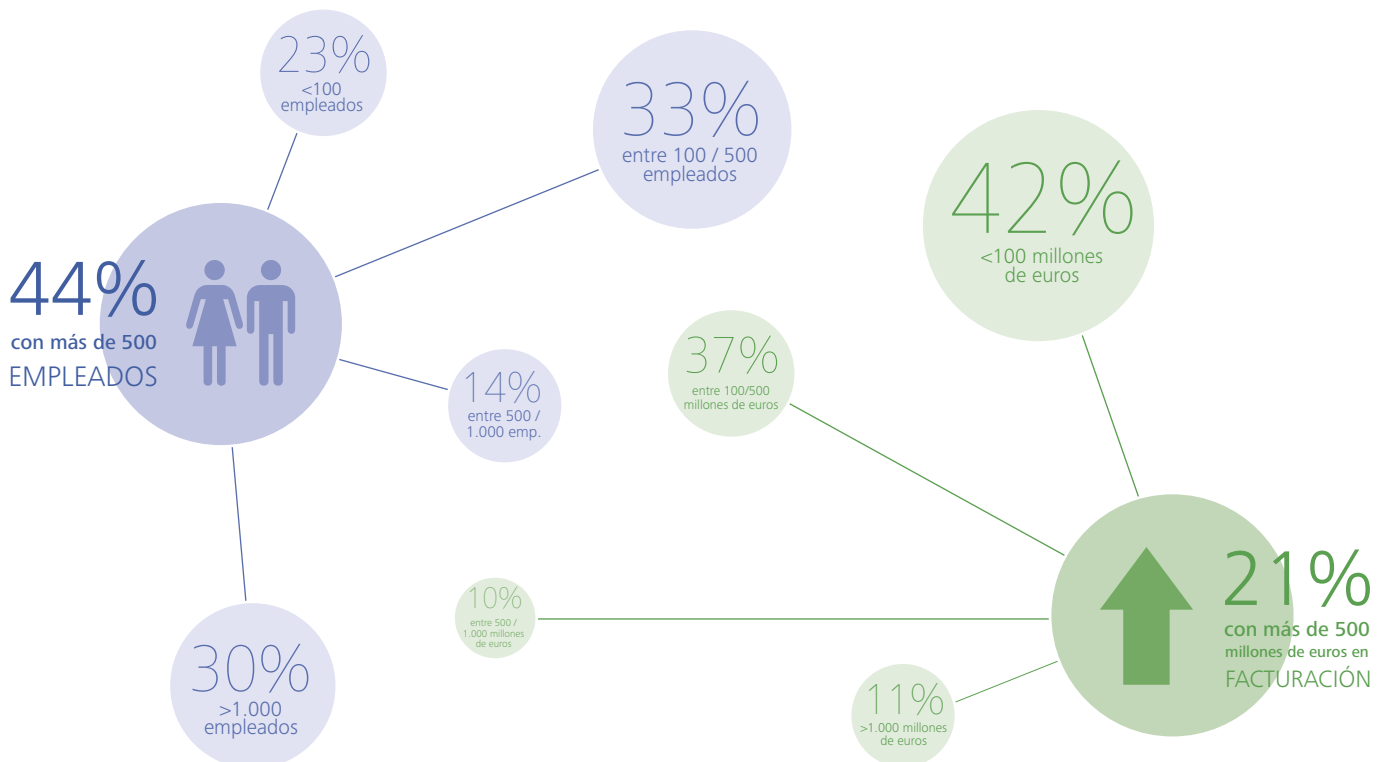 23%
<100
empleados
33%
entre 100 / 500
empleados
44%
con más de 500
EMPLEADOS
14%
entre 500 /
1.000 emp.
30%
>1.000
empleados
42%
<100 millones
de euros
37%
entre 100/500
millones de euros
10%
entre 500 /
1.000 millones
de euros
11%
>1.000 millones
de euros
21%
con más de 500
millones de euros en
FACTURACIÓN